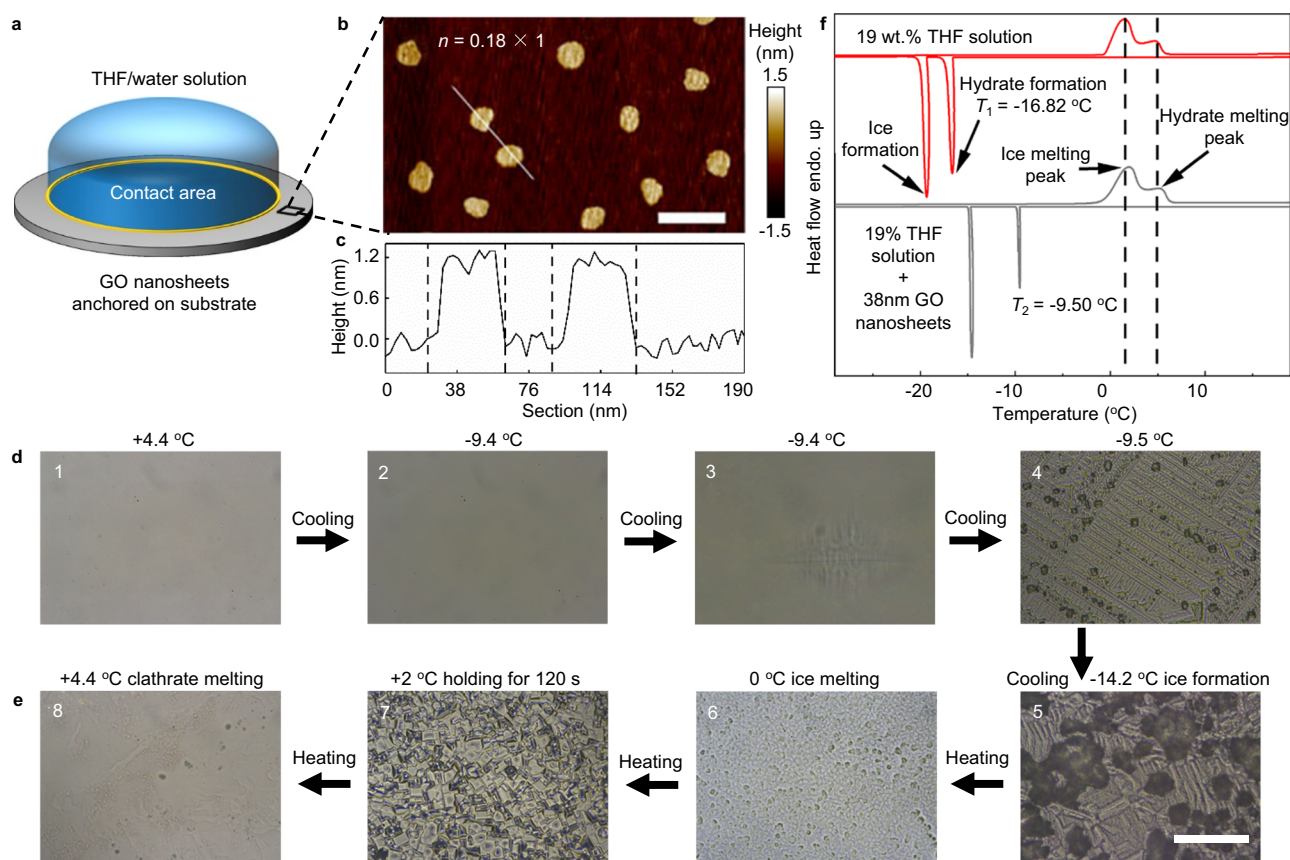 a
THF/water solution
Contact area
GO nanosheets
anchored on substrate
b
n = 0.18 × 1
Height
(nm)
1.5
-1.5
c
Height (nm)
1.2
0.6
0.0
0 38 76 114 152 190
Section (nm)
f
19 wt.% THF solution
Hydrate formation
T1 = -16.82 °C
Ice
formation
Hydrate melting
peak
Ice melting
peak
19% THF
solution
+
38nm GO
nanosheets
T2 = -9.50 °C
Heat flow endo. up
-20 -10 0 10
Temperature (°C)
d
+4.4 °C
1
Cooling
-9.4 °C
2
Cooling
-9.4 °C
3
Cooling
-9.5 °C
4
Cooling
e
+4.4 °C clathrate melting
8
Heating
+2 °C holding for 120 s
7
Heating
0 °C ice melting
6
Heating
-14.2 °C ice formation
5